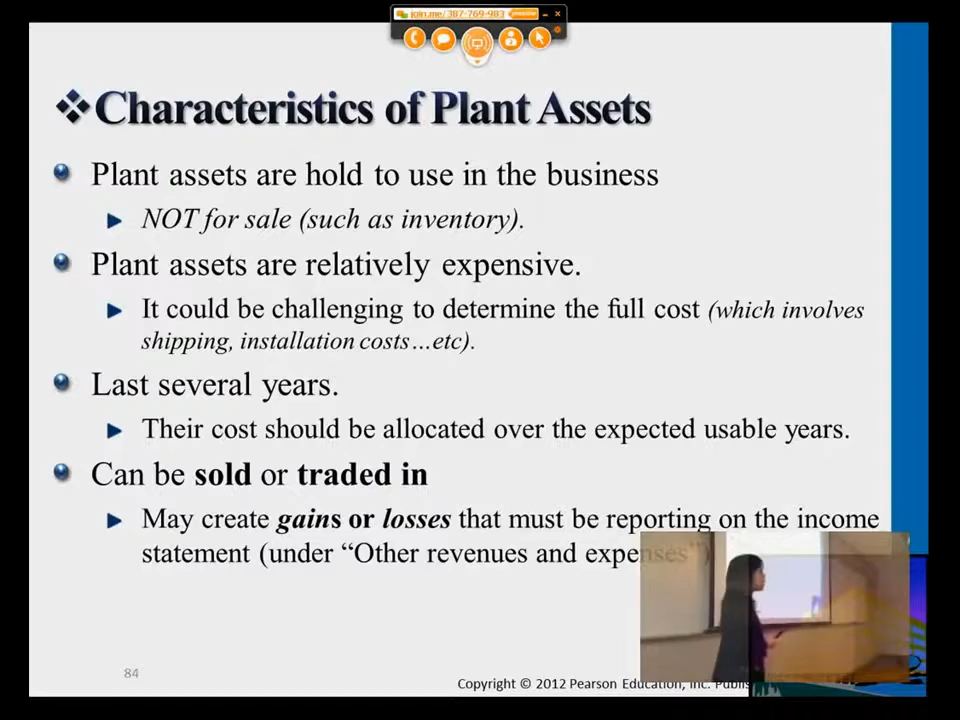 join.me/387-769-983
Characteristics of Plant Assets
Plant assets are hold to use in the business
NOT for sale (such as inventory).
Plant assets are relatively expensive.
It could be challenging to determine the full cost (which involves
shipping, installation costs…etc).
Last several years.
Their cost should be allocated over the expected usable years.
Can be sold or traded in
May create gains or losses that must be reporting on the income
statement (under “Other revenues and expenses”)
84
Copyright © 2012 Pearson Education, Inc.